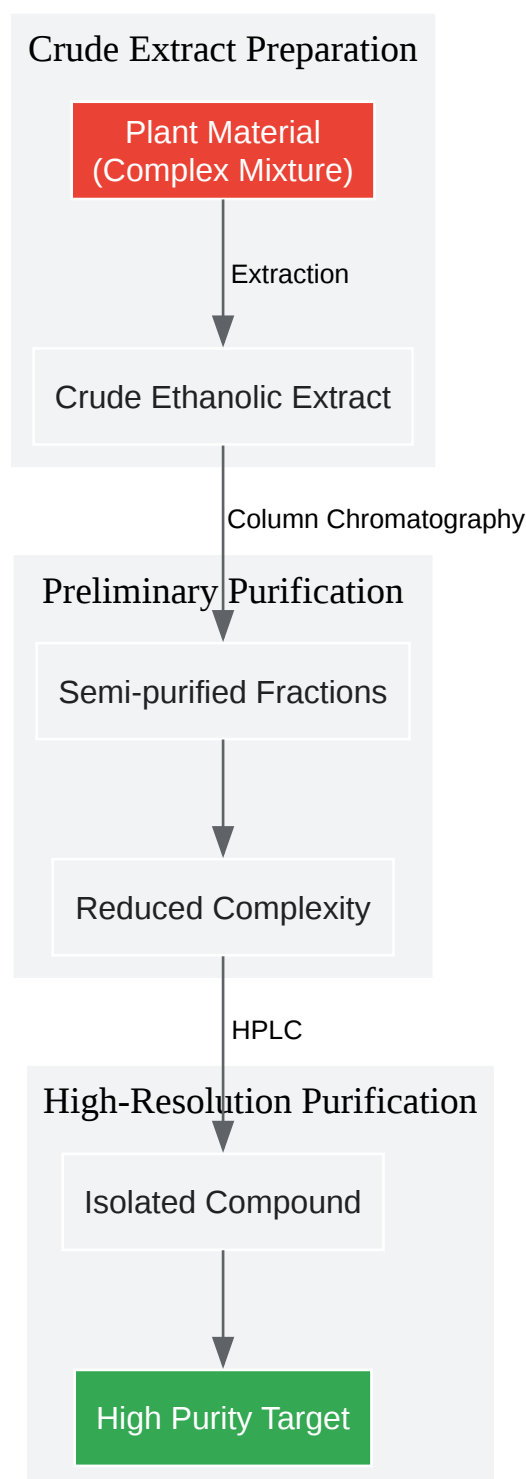 Crude Extract Preparation
Plant Material
(Complex Mixture)
Extraction
Crude Ethanolic Extract
Column Chromatography
Preliminary Purification
Semi-purified Fractions
Reduced Complexity
HPLC
High-Resolution Purification
Isolated Compound
High Purity Target